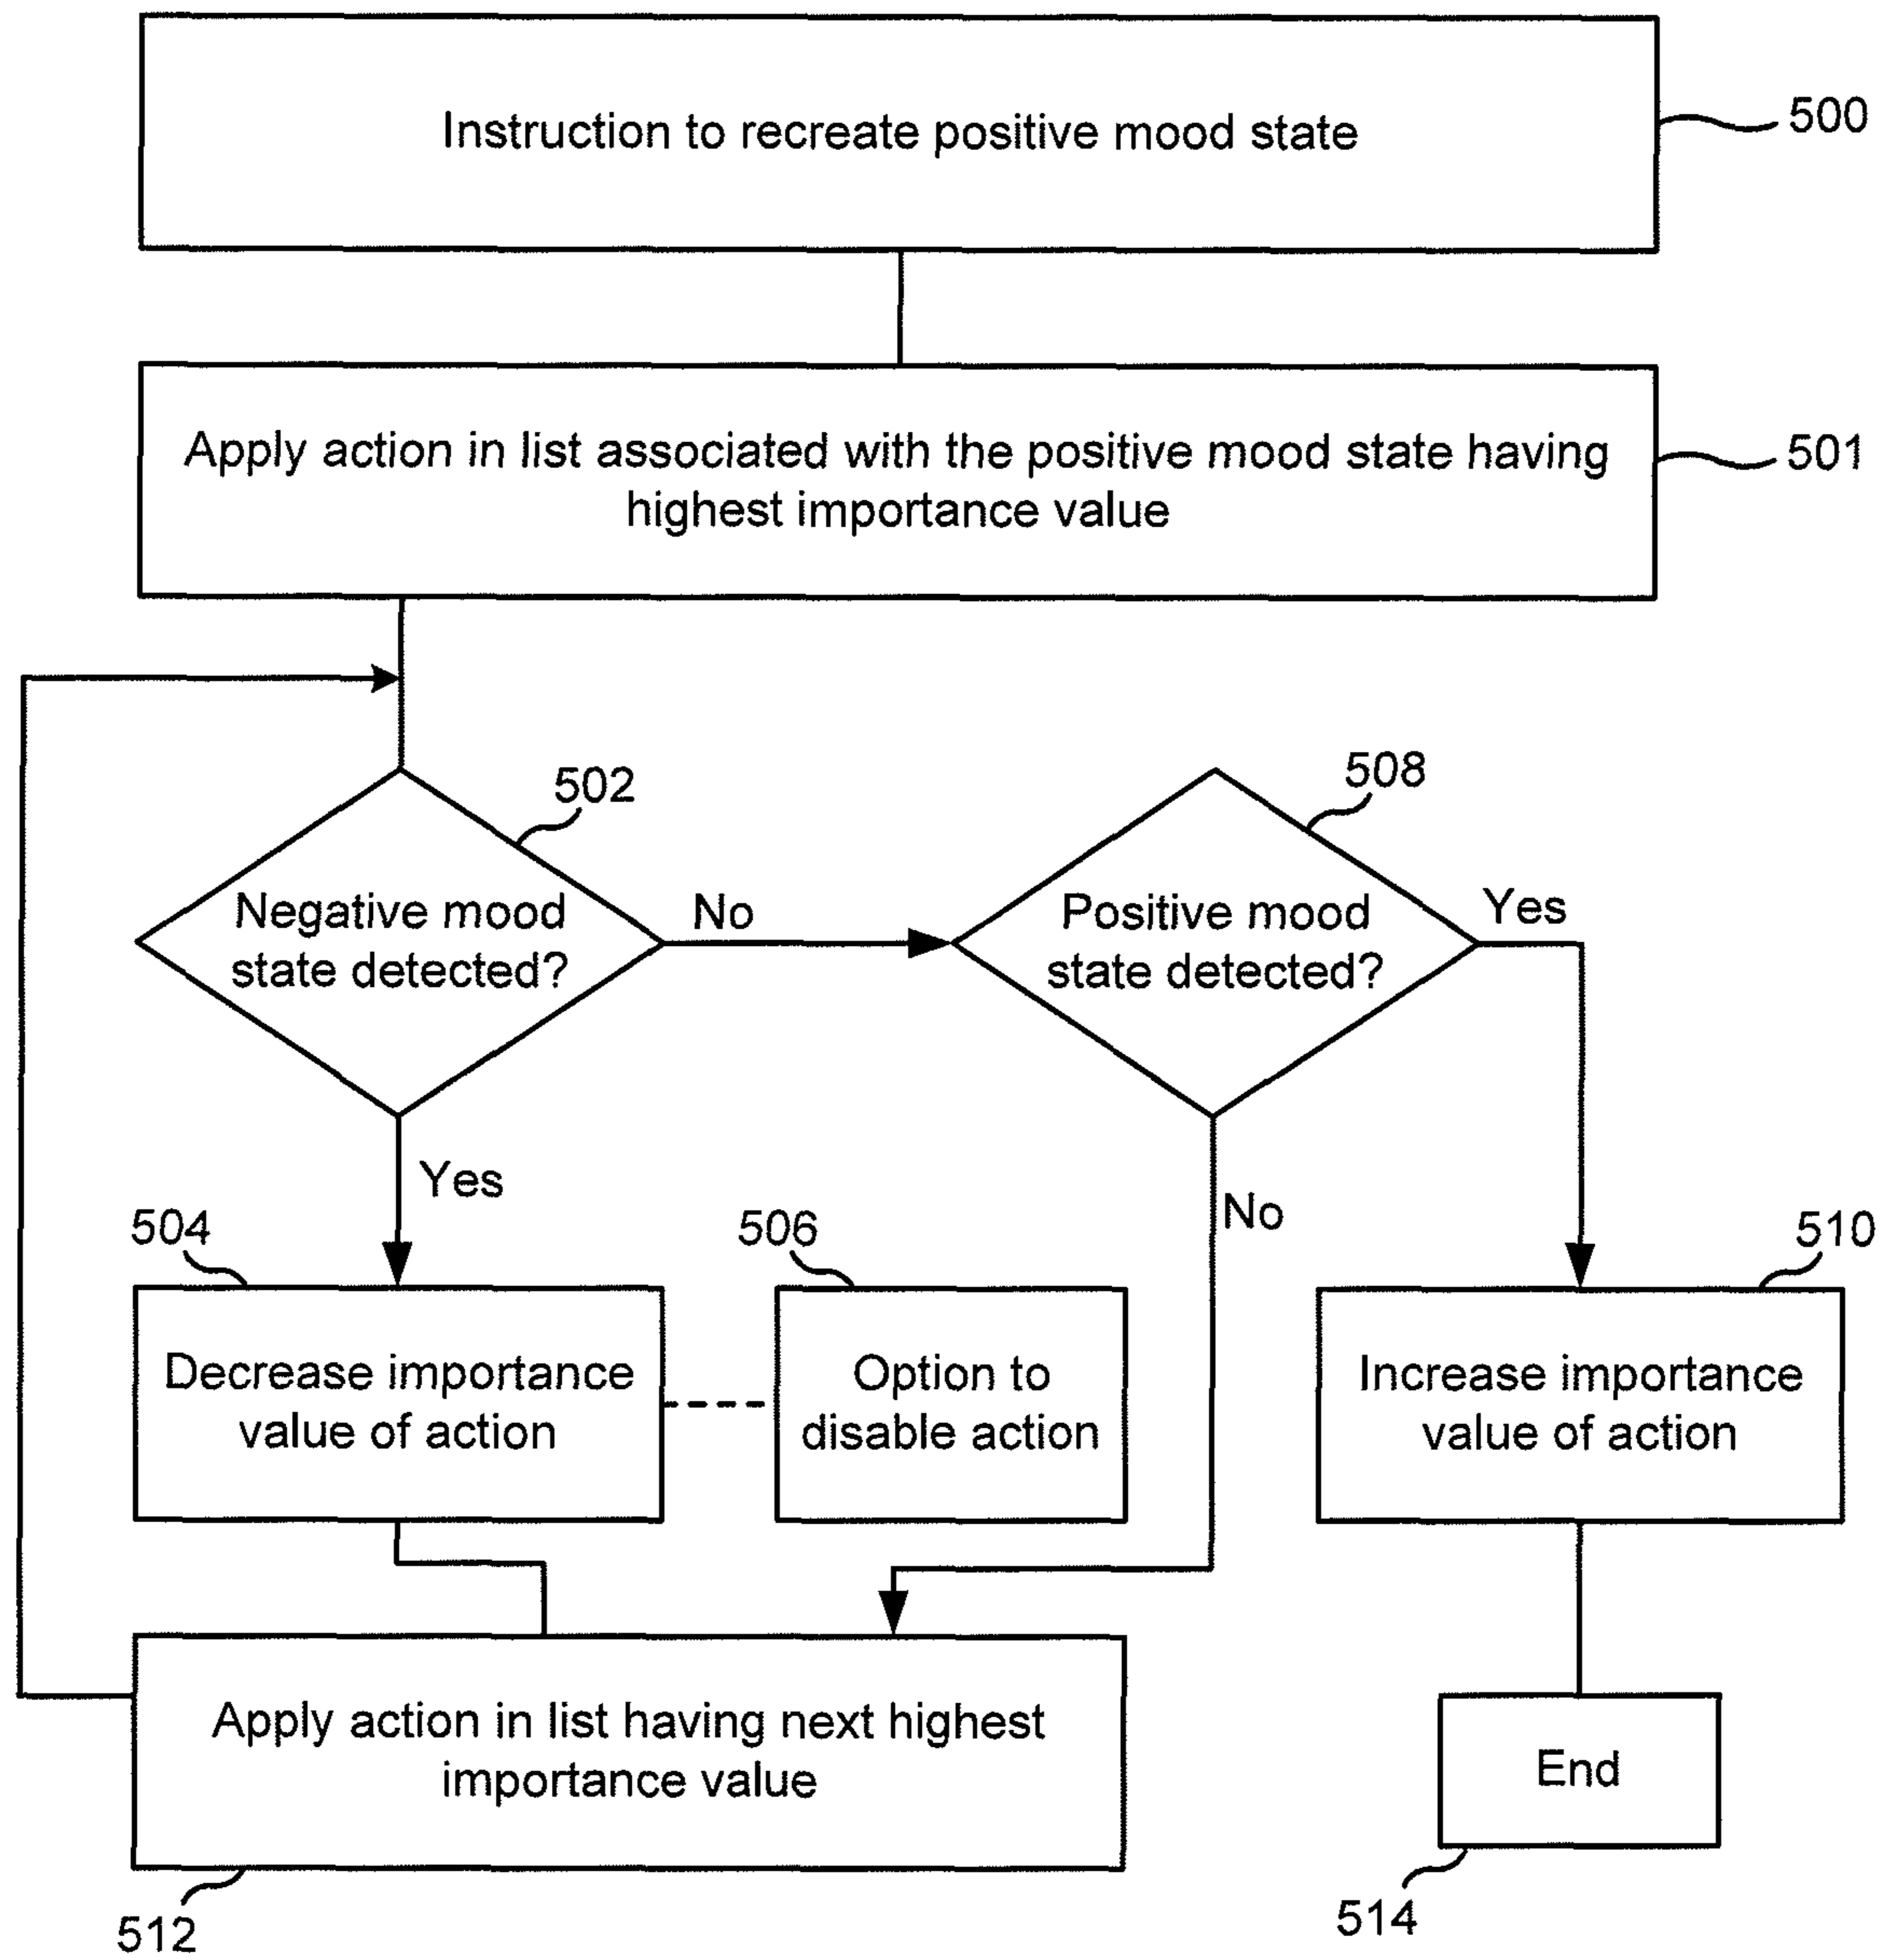 Instruction to recreate positive mood state
500
Apply action in list associated with the positive mood state having
highest importance value
501
502
508
Negative mood
state detected?
No
Positive mood
state detected?
Yes
Yes
No
504
506
510
Decrease importance
value of action
Option to
disable action
Increase importance
value of action
Apply action in list having next highest
importance value
End
512
514